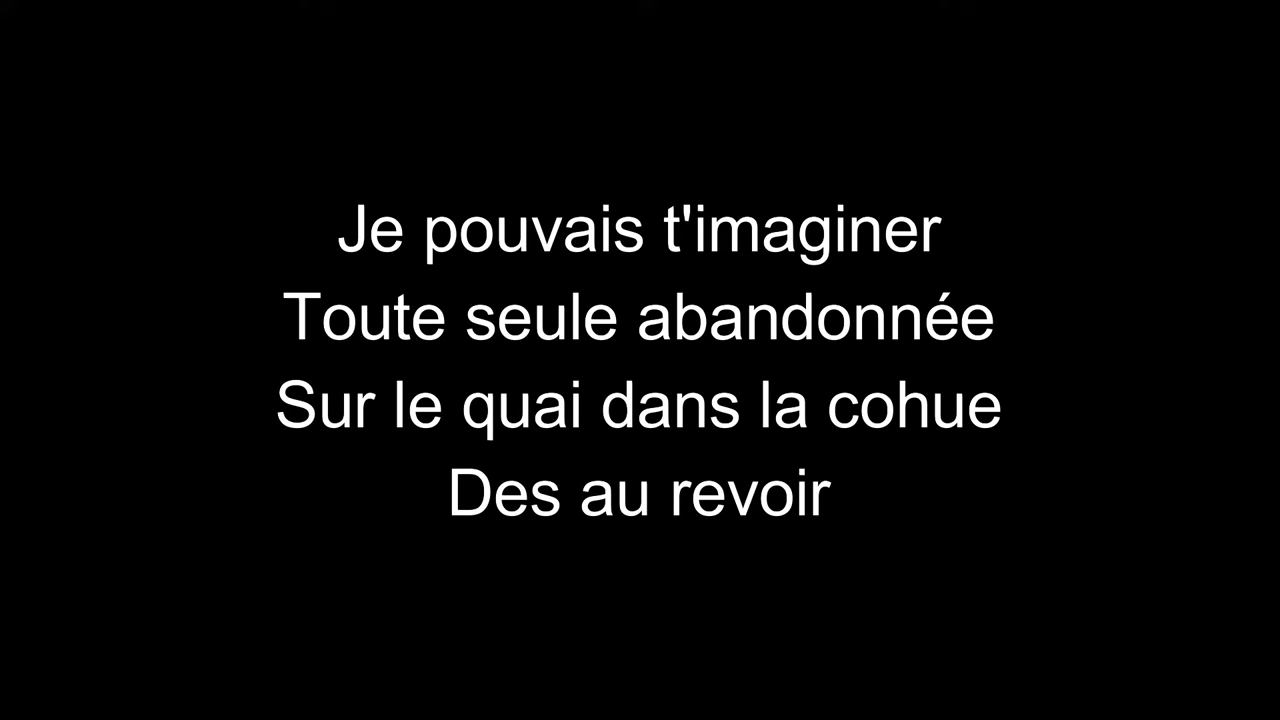 Je pouvais t'imaginer
Toute seule abandonnée
Sur le quai dans la cohue
Des au revoir